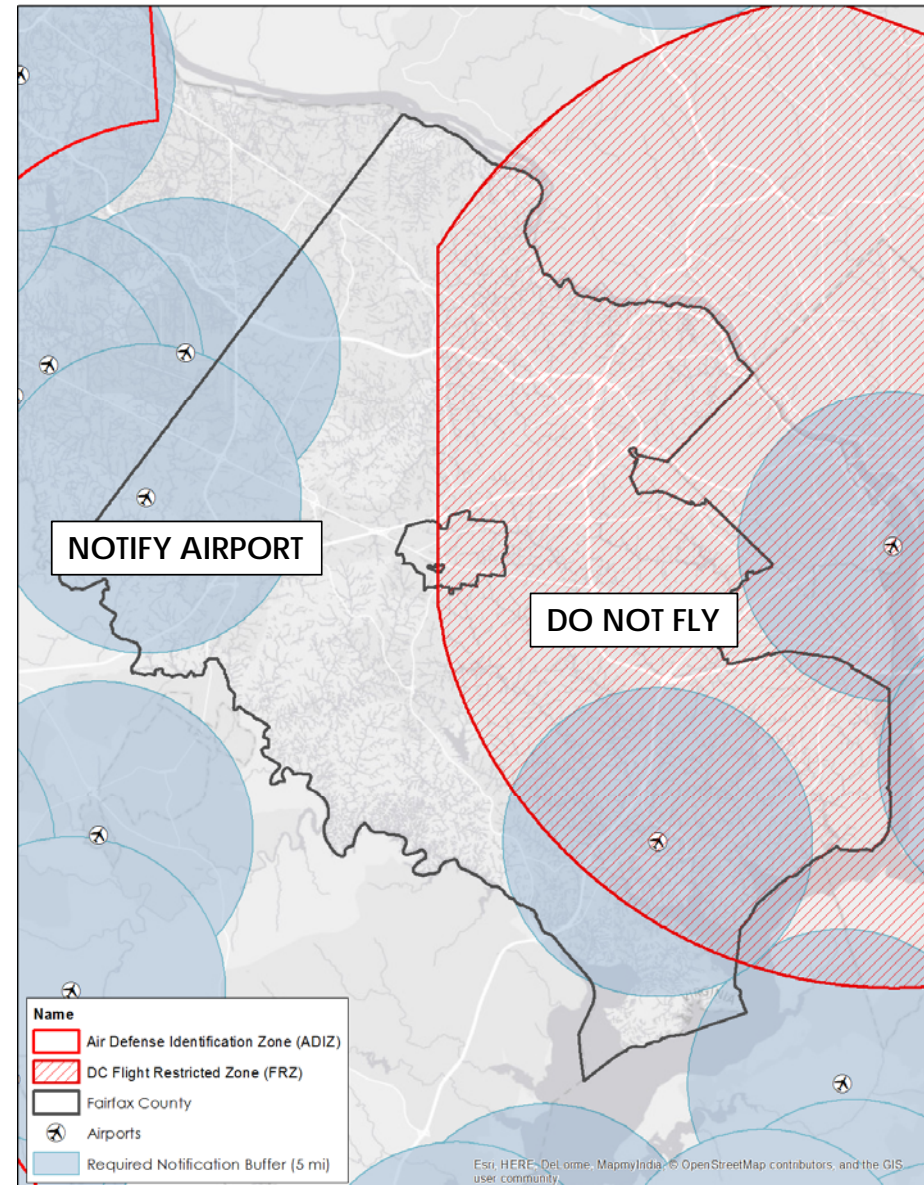 NOTIFY AIRPORT
DO NOT FLY
VIRGINIA
Name
Air Defense Identification Zone (ADIZ)
DC Flight Restricted Zone (FRZ)
Fairfax County
Airports
Required Notification Buffer (5 mi)
Esri, HERE, DeLorme, MapmyIndia, © OpenStreetMap contributors, and the GIS
user community